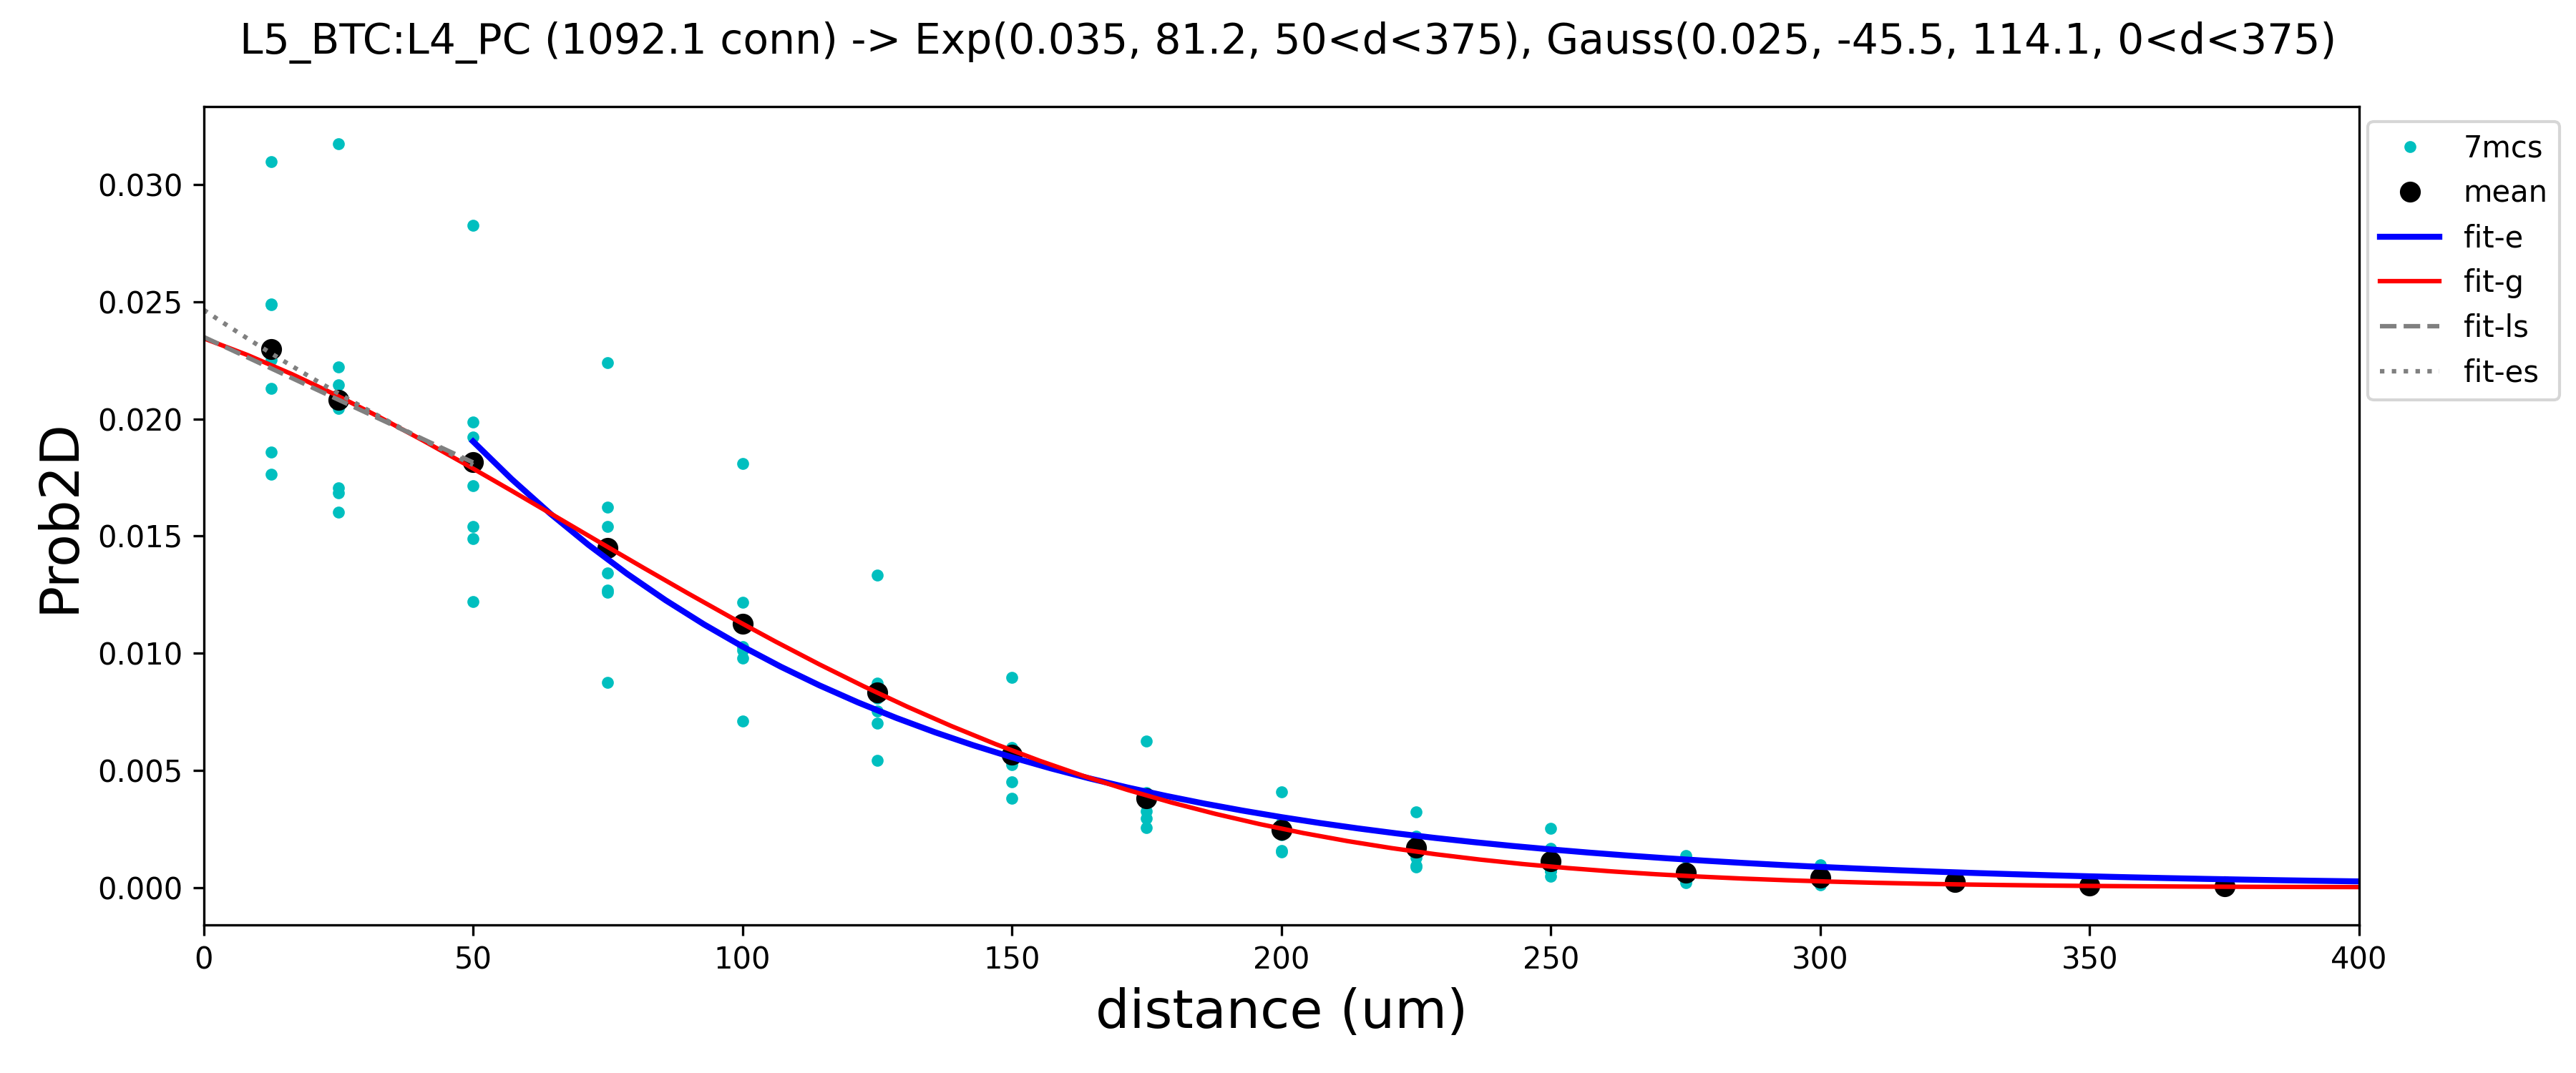 L5_BTC:L4_PC (1092.1 conn) -> Exp(0.035, 81.2, 50<d<375), Gauss(0.025, -45.5, 114.1, 0<d<375)
Prob2D
0.030
0.025
0.020
0.015
0.010
0.005
0.000
0 50 100 150 200 250 300 350 400
distance (um)
7mcs
mean
fit-e
fit-g
fit-ls
fit-es